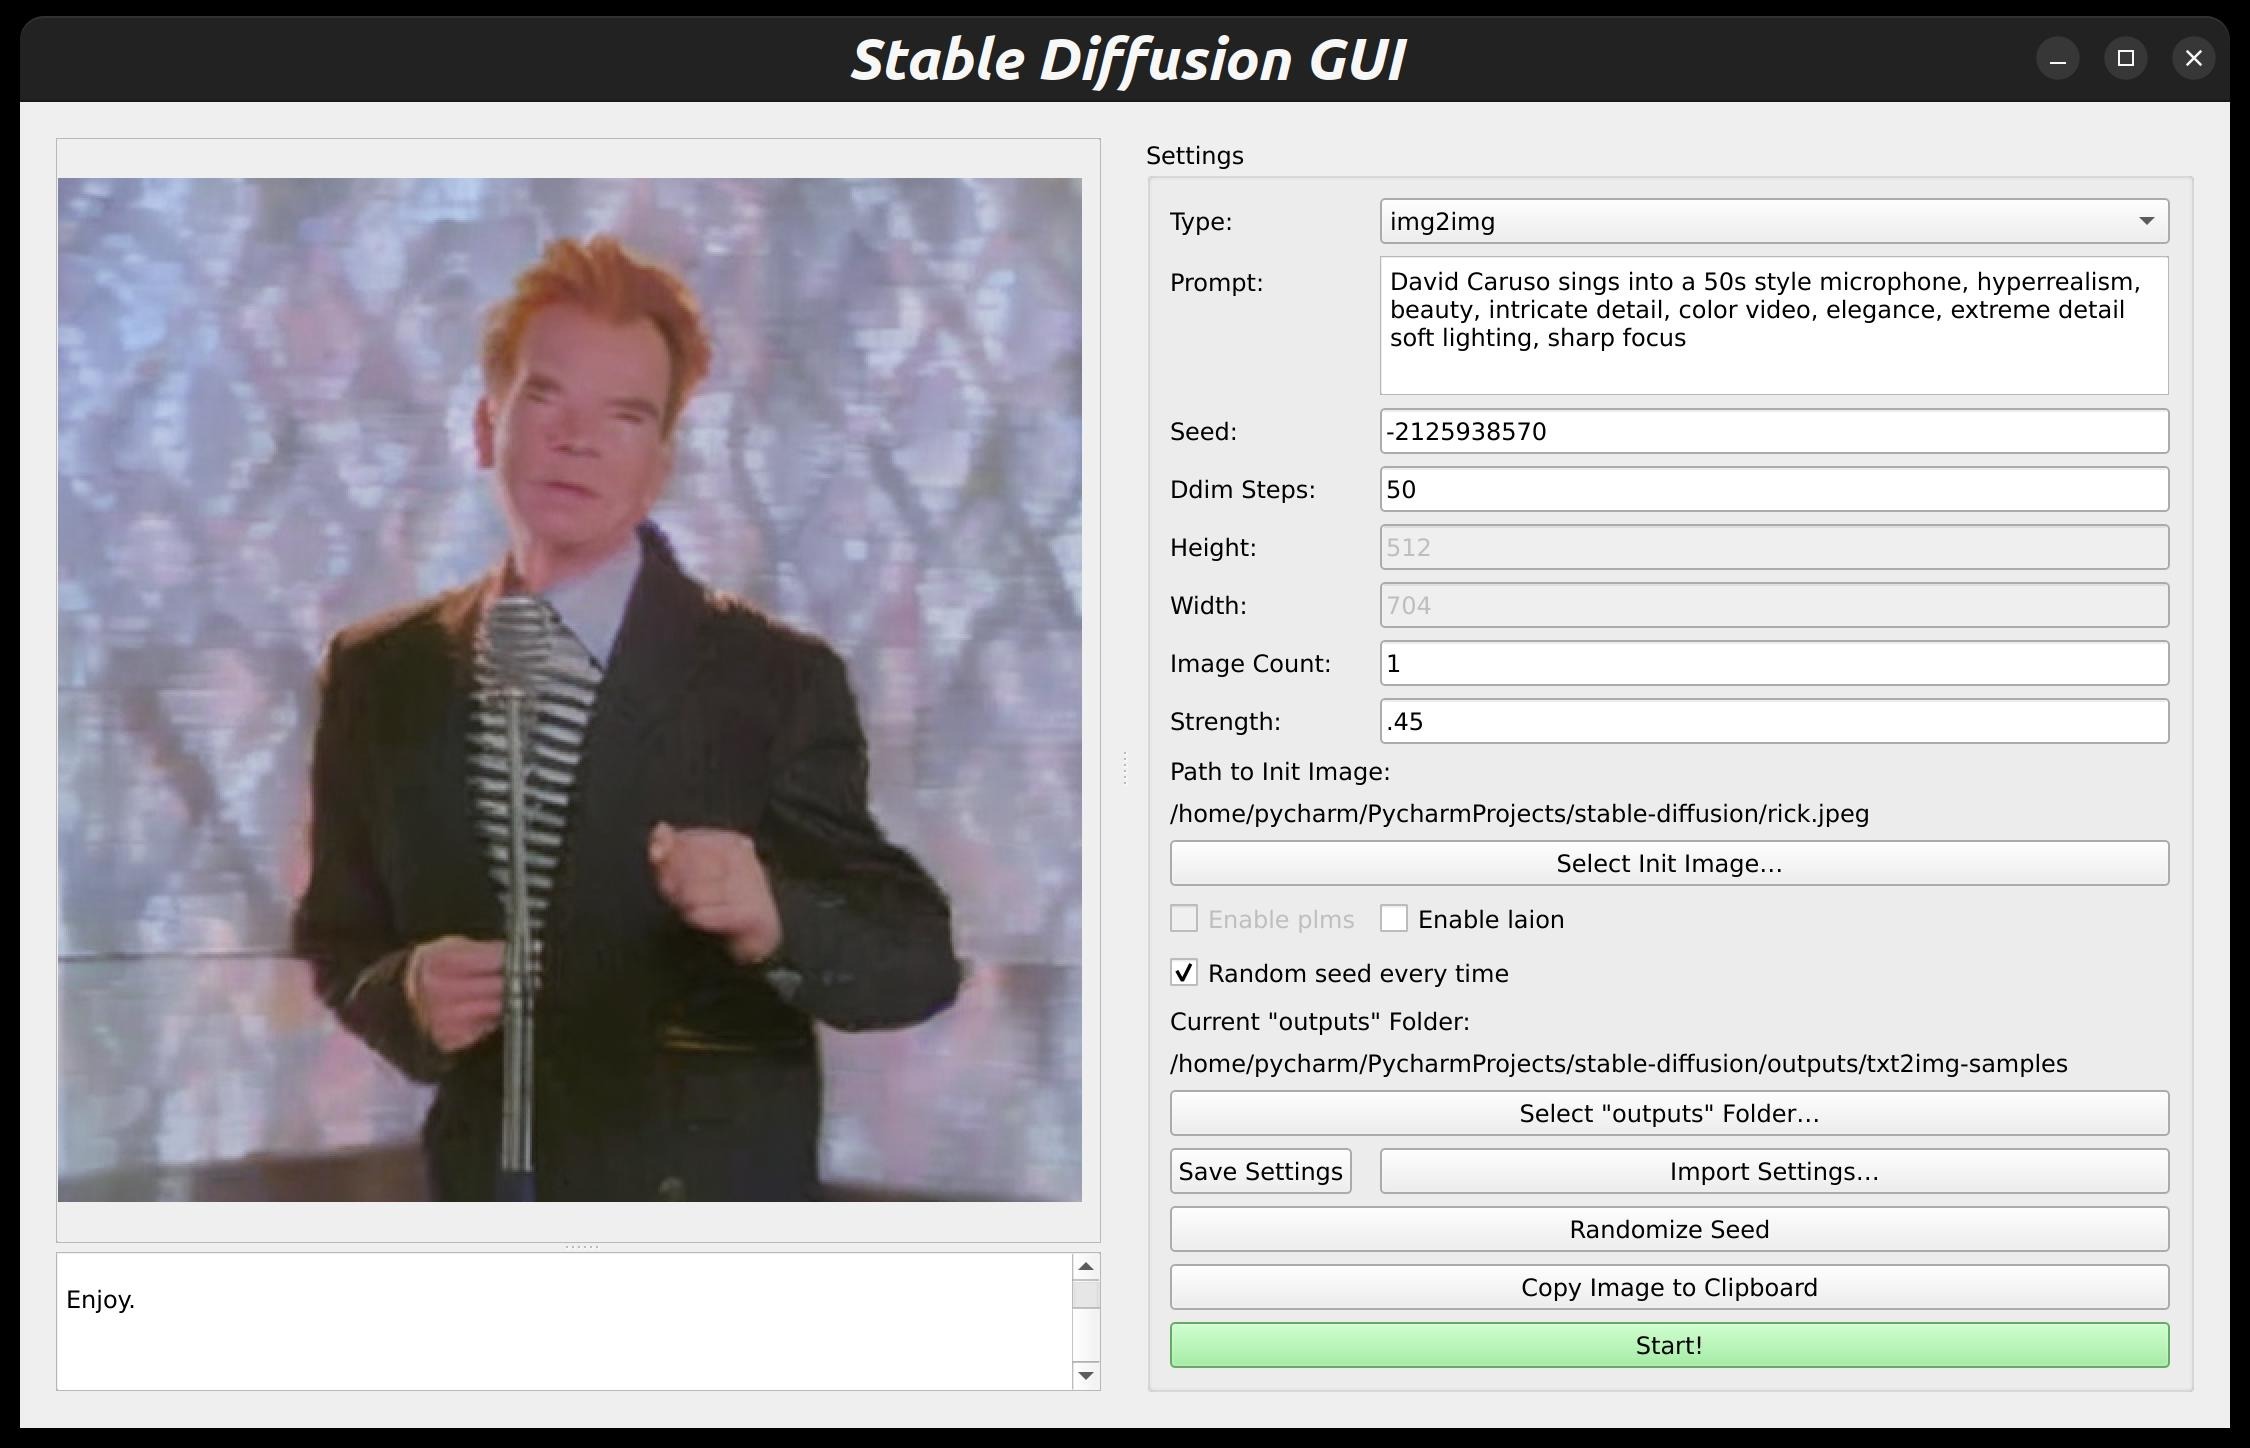 Stable Diffusion GUI
Settings
Type:
img2img
Prompt:
David Caruso sings into a 50s style microphone, hyperrealism,
beauty, intricate detail, color video, elegance, extreme detail
soft lighting, sharp focus
Seed:
-2125938570
Ddim Steps:
50
Height:
512
Width:
704
Image Count:
1
Strength:
.45
Path to Init Image:
/home/pycharm/PycharmProjects/stable-diffusion/rick.jpeg
Select Init Image...
Enable plms
Enable laion
Random seed every time
Current "outputs" Folder:
/home/pycharm/PycharmProjects/stable-diffusion/outputs/txt2img-samples
Select "outputs" Folder...
Save Settings
Import Settings...
Randomize Seed
Copy Image to Clipboard
Start!
Enjoy.